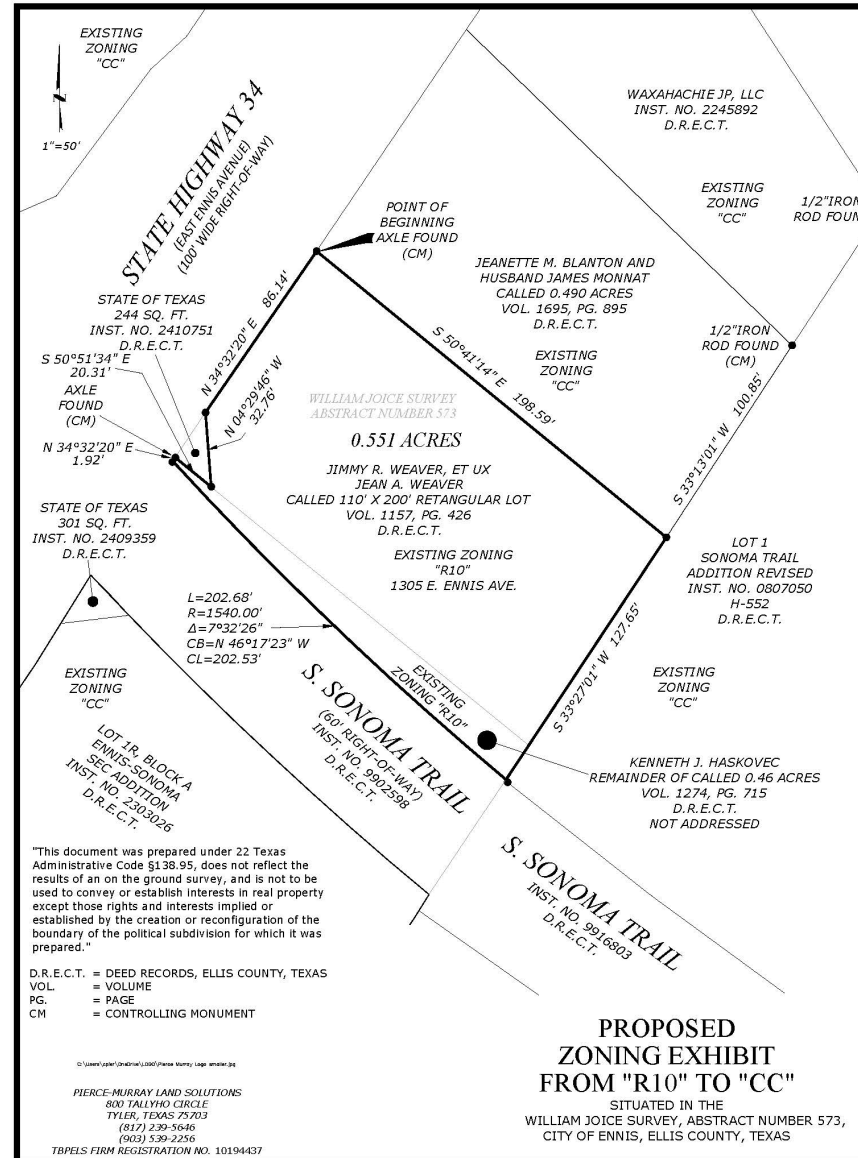 EXISTING
ZONING
"CC"
N
1"=50'
STATE HIGHWAY 34
(EAST ENNIS AVENUE)
(100' WIDE RIGHT-OF-WAY)
WAXAHACHIE JP, LLC
INST. NO. 2245892
D.R.E.C.T.
EXISTING
ZONING
"CC"
1/2"IRON
ROD FOUN
POINT OF
BEGINNING
AXLE FOUND
(CM)
JEANETTE M. BLANTON AND
HUSBAND JAMES MONNAT
CALLED 0.490 ACRES
VOL. 1695, PG. 895
D.R.E.C.T.
EXISTING
ZONING
"CC"
1/2"IRON
ROD FOUND
(CM)
STATE OF TEXAS
244 SQ. FT.
INST. NO. 2410751
D.R.E.C.T.
N 34°32'20" E 86.14'
S 50°51'34" E
20.31'
AXLE
FOUND
(CM)
N 34°32'20" E
1.92'
N 04°29'46" W
32.76'
S 50°41'14" E 198.59'
S 33°13'01" W 100.85'
WILLIAM JOICE SURVEY
ABSTRACT NUMBER 573
0.551 ACRES
JIMMY R. WEAVER, ET UX
JEAN A. WEAVER
CALLED 110' X 200' RETANGULAR LOT
VOL. 1157, PG. 426
D.R.E.C.T.
EXISTING ZONING
"R10"
1305 E. ENNIS AVE.
STATE OF TEXAS
301 SQ. FT.
INST. NO. 2409359
D.R.E.C.T.
LOT 1
SONOMA TRAIL
ADDITION REVISED
INST. NO. 0807050
H-552
D.R.E.C.T.
L=202.68'
R=1540.00'
Δ=7°32'26"
CB=N 46°17'23" W
CL=202.53'
S 33°27'01" W 127.65'
EXISTING
ZONING "R10"
EXISTING
ZONING
"CC"
EXISTING
ZONING
"CC"
S. SONOMA TRAIL
(60' RIGHT-OF-WAY)
INST. NO. 9902598
D.R.E.C.T.
LOT 1R, BLOCK A
ENNIS-SONOMA
SEC ADDITION
INST. NO. 2303026
D.R.E.C.T.
KENNETH J. HASKOVEC
REMAINDER OF CALLED 0.46 ACRES
VOL. 1274, PG. 715
D.R.E.C.T.
NOT ADDRESSED
S. SONOMA TRAIL
INST. NO. 9916803
D.R.E.C.T.
"This document was prepared under 22 Texas
Administrative Code §138.95, does not reflect the
results of an on the ground survey, and is not to be
used to convey or establish interests in real property
except those rights and interests implied or
established by the creation or reconfiguration of the
boundary of the political subdivision for which it was
prepared."
D.R.E.C.T. = DEED RECORDS, ELLIS COUNTY, TEXAS
VOL. = VOLUME
PG. = PAGE
CM = CONTROLLING MONUMENT
PIERCE-MURRAY LAND SOLUTIONS
800 TALLYHO CIRCLE
TYLER, TEXAS 75703
(817) 239-5646
(903) 539-2256
TBPELS FIRM REGISTRATION NO. 10194437
PROPOSED
ZONING EXHIBIT
FROM "R10" TO "CC"
SITUATED IN THE
WILLIAM JOICE SURVEY, ABSTRACT NUMBER 573,
CITY OF ENNIS, ELLIS COUNTY, TEXAS